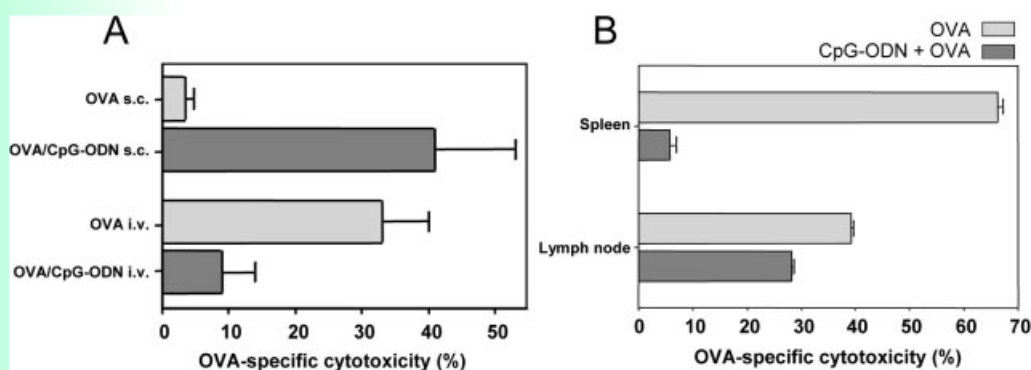 A
OVA s.c.
OVA/CpG-ODN s.c.
OVA i.v.
OVA/CpG-ODN i.v.
0 10 20 30 40 50
OVA-specific cytotoxicity (%)
B
OVA
CpG-ODN + OVA
Spleen
Lymph node
0 10 20 30 40 50 60 70
OVA-specific cytotoxicity (%)